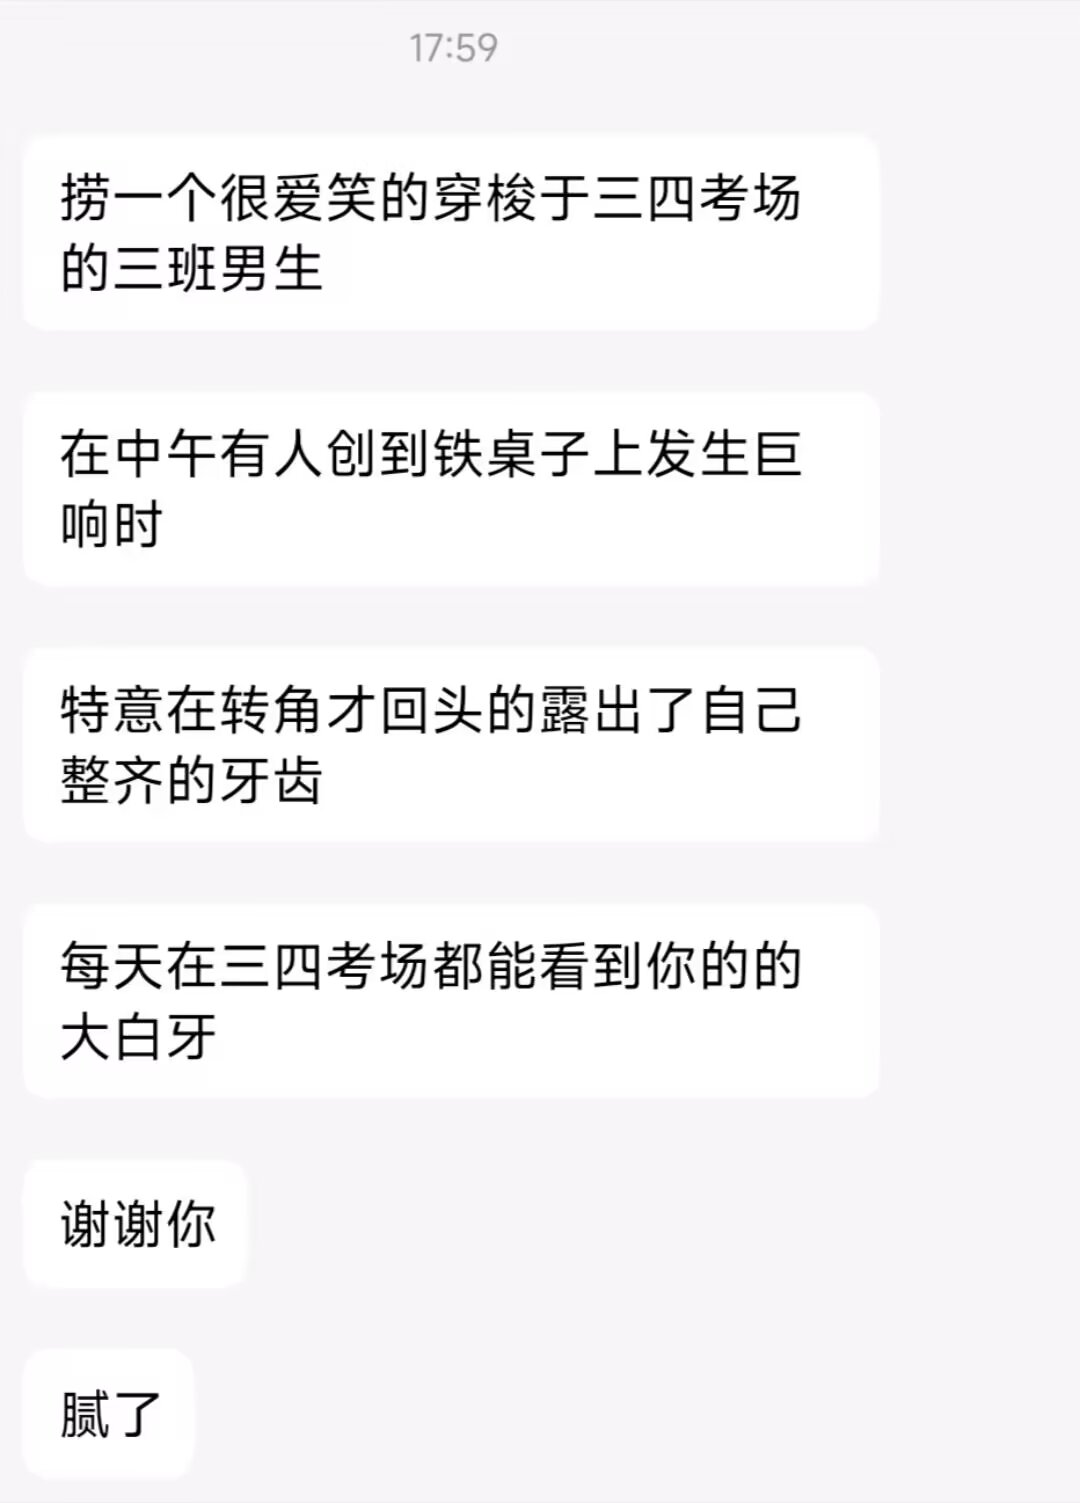 17:59
捞一个很爱笑的穿梭于三四考场
的三班男生
在中午有人创到铁桌子上发生巨
响时
特意在转角才回头的露出了自己
整齐的牙齿
每天在三四考场都能看到你的的
大白牙
谢谢你
腻了